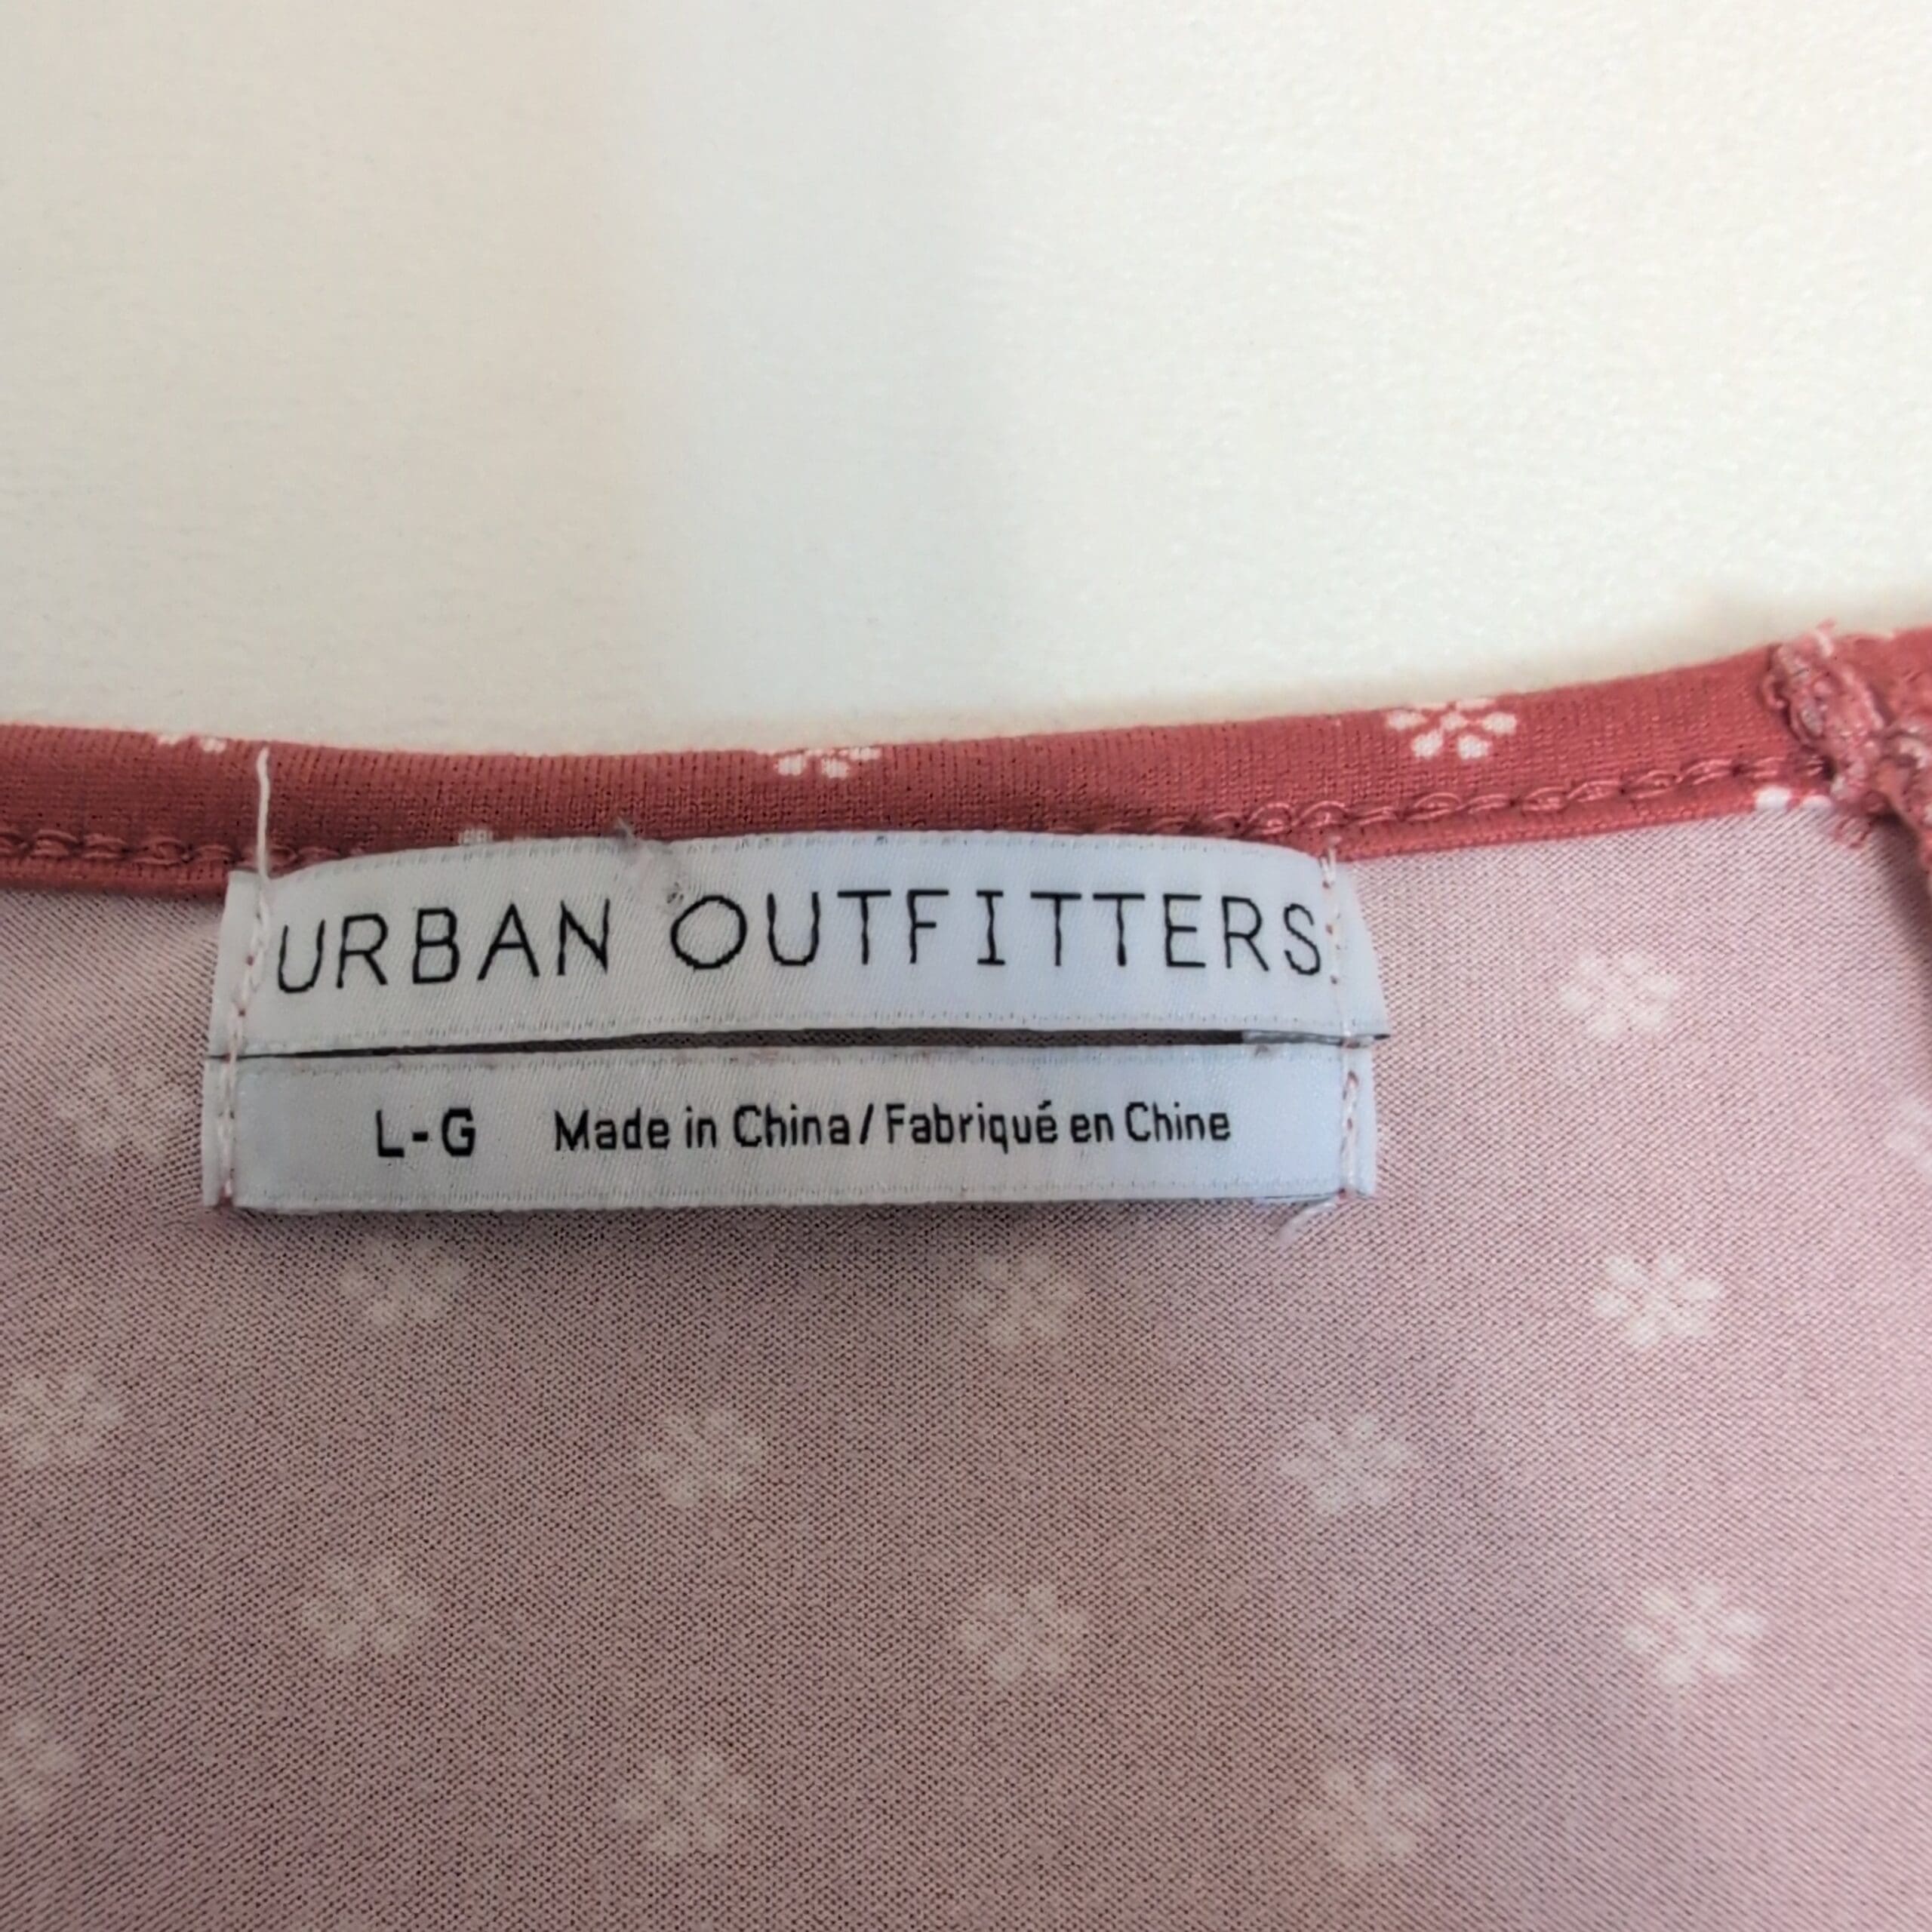 URBAN OUTFITTERS
L-G Made in China / Fabriqué en Chine